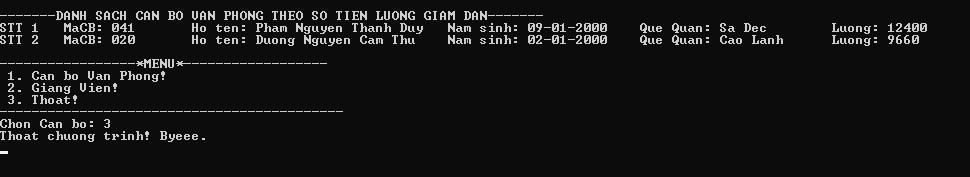 -------DANH SACH CAN BO VAN PHONG THEO SO TIEN LUONG GIAM DAN-------
STT 1   MaCB: 041       Ho ten: Pham Nguyen Thanh Duy   Nam sinh: 09-01-2000    Que Quan: Sa Dec        Luong: 12400
STT 2   MaCB: 020       Ho ten: Duong Nguyen Cam Thu    Nam sinh: 02-01-2000    Que Quan: Cao Lanh      Luong: 9660
-----------------*MENU*------------------
 1. Can bo Van Phong!
 2. Giang Vien!
 3. Thoat!
-------------------------------------------
Chon Can bo: 3
Thoat chuong trinh! Byeee.